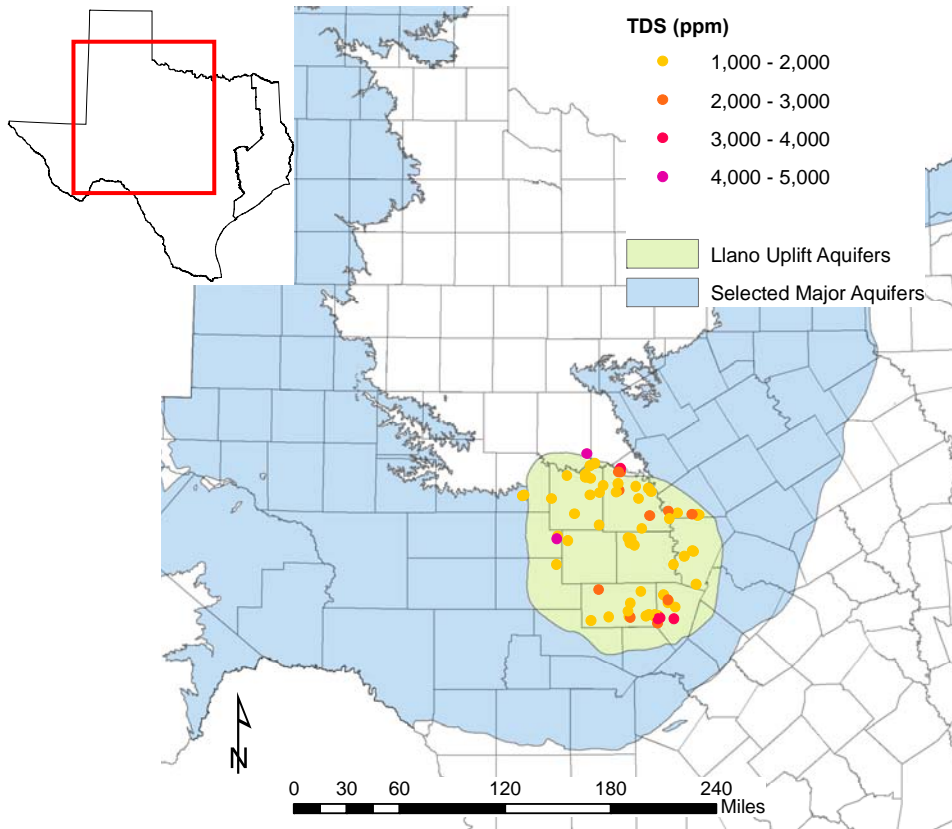 TDS (ppm)
1,000 - 2,000
2,000 - 3,000
3,000 - 4,000
4,000 - 5,000
Llano Uplift Aquifers
Selected Major Aquifers
N
0 30 60 120 180 240
Miles